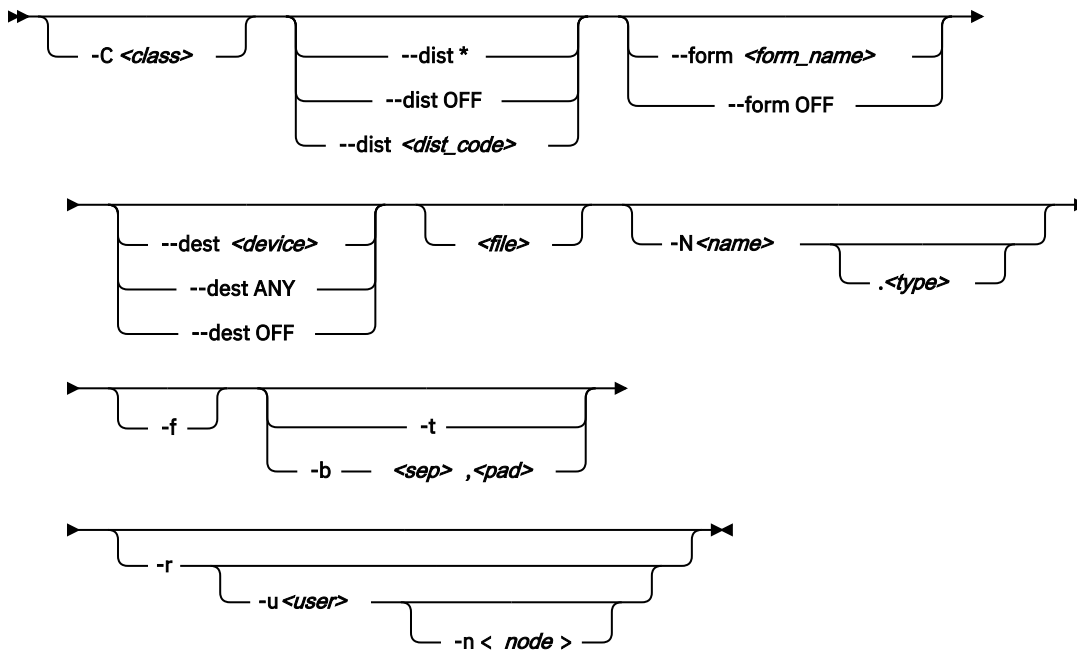 -C <class>
--dist *
--dist OFF
--dist <dist_code>
--form <form_name>
--form OFF
--dest <device>
--dest ANY
--dest OFF
<file>
-N<name>
.<type>
-f
-t
-b <sep> ,<pad>
-r
-u<user>
-n < node >